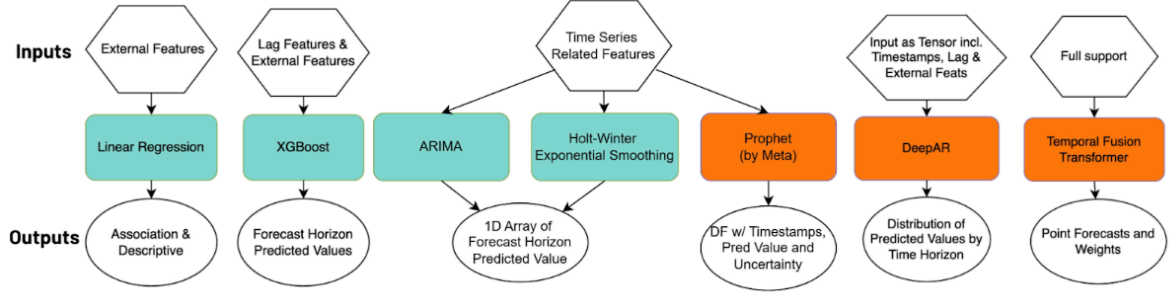 Inputs
External Features
Lag Features &
External Features
Time Series
Related Features
Input as Tensor incl.
Timestamps, Lag &
External Feats
Full support
Linear Regression
XGBoost
ARIMA
Holt-Winter
Exponential Smoothing
Prophet
(by Meta)
DeepAR
Temporal Fusion
Transformer
Outputs
Association &
Descriptive
Forecast Horizon
Predicted Values
1D Array of
Forecast Horizon
Predicted Value
DF w/ Timestamps,
Pred Value and
Uncertainty
Distribution of
Predicted Values by
Time Horizon
Point Forecasts and
Weights